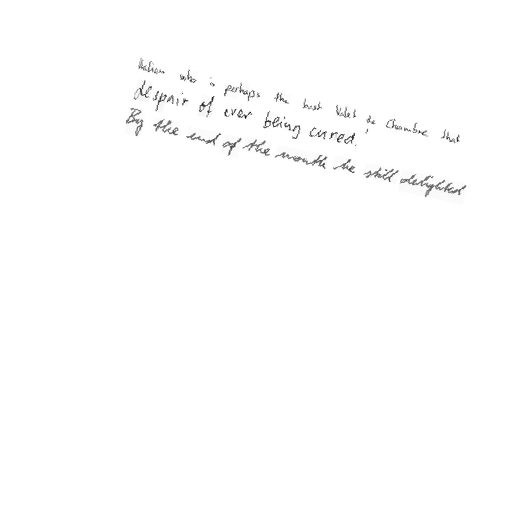 Italian who is perhaps the best Valet de Chambre that
despair of ever being cured.'
By the end of the month he still delighted